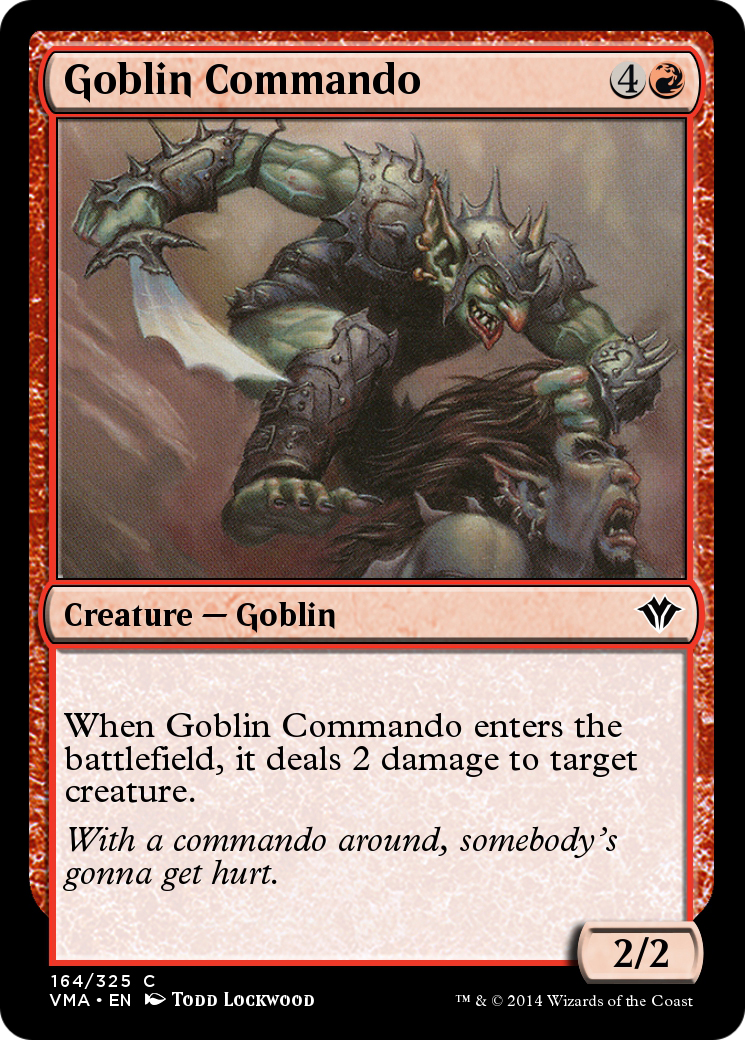 Goblin Commando 4
Creature — Goblin
When Goblin Commando enters the
battlefield, it deals 2 damage to target
creature.
With a commando around, somebody's
gonna get hurt.
2/2
164/325 C
VMA • EN Todd Lockwood
™ & © 2014 Wizards of the Coast